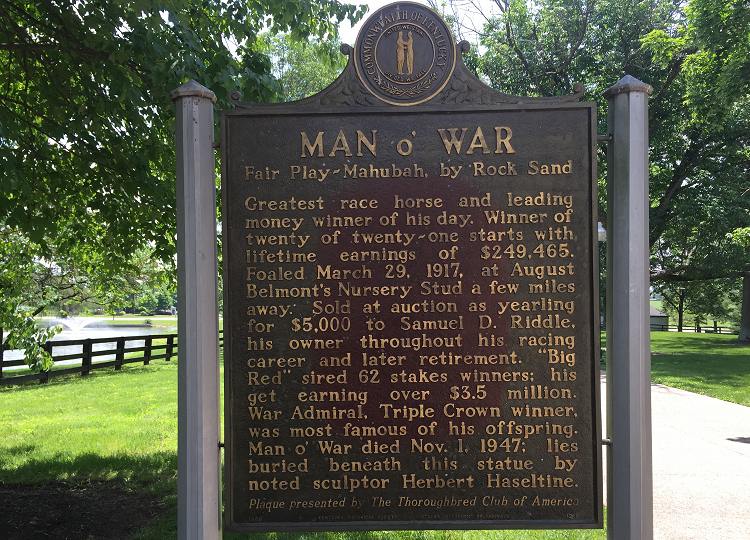 COMMONWEALTH OF KENTUCKY
MAN o' WAR
Fair Play-Mahubah, by Rock Sand
Greatest race horse and leading
money winner of his day. Winner of
twenty of twenty-one starts with
lifetime earnings of $249,465.
Foaled March 29, 1917, at August
Belmont's Nursery Stud a few miles
away. Sold at auction as yearling
for $5,000 to Samuel D. Riddle,
his owner throughout his racing
career and later retirement. "Big
Red" sired 62 stakes winners; his
get earning over $3.5 million.
War Admiral, Triple Crown winner,
was most famous of his offspring.
Man o' War died Nov. 1, 1947; lies
buried beneath this statue by
noted sculptor Herbert Haseltine.
Plaque presented by The Thoroughbred Club of America